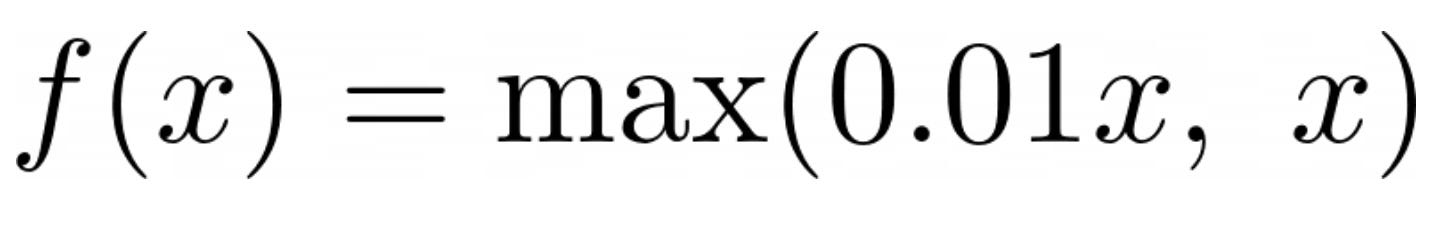 f(x) = max(0.01x, x)